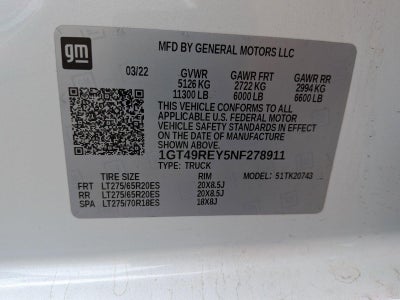 gm
MFD BY GENERAL MOTORS LLC
03/22 GVWR GAWR FRT GAWR RR
5126 KG 2722 KG 2994 KG
11300 LB 6000 LB 6600 LB
THIS VEHICLE CONFORMS TO ALL
APPLICABLE U.S. FEDERAL MOTOR
VEHICLE SAFETY STANDARDS IN EFFECT ON THE
DATE OF MANUFACTURE SHOWN ABOVE.
1GT49REY5NF278911
TYPE: TRUCK
TIRE SIZE RIM MODEL: 51TK20743
FRT LT275/65R20ES 20X8.5J
RR LT275/65R20ES 20X8.5J
SPA LT275/70R18ES 18X8J